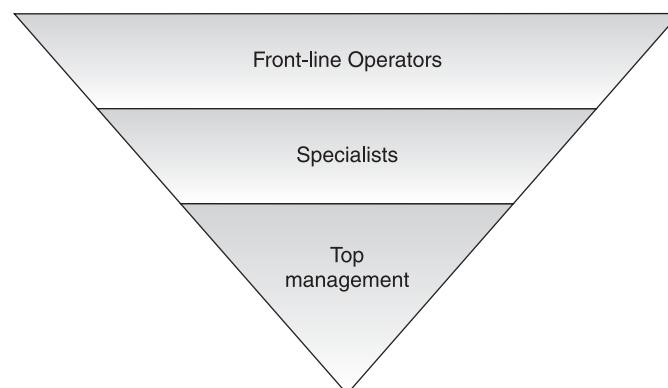 Front-line Operators
Specialists
Top
management